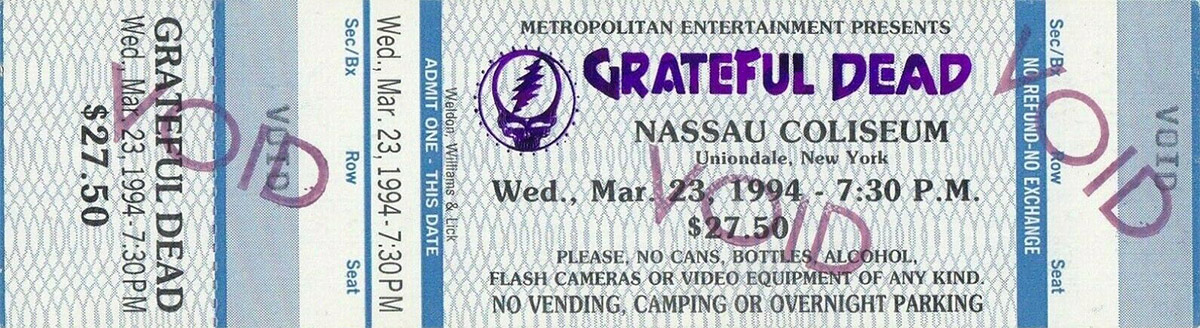 GRATEFUL DEAD
Wed., Mar. 23, 1994 - 7:30PM
$27.50
VOID
VOID
Sec/Bx
Row
Seat
Wed., Mar. 23, 1994 - 7:30PM
ADMIT ONE - THIS DATE
Weldon, Williams & Lick
METROPOLITAN ENTERTAINMENT PRESENTS
GRATEFUL DEAD
NASSAU COLISEUM
Uniondale, New York
Wed., Mar. 23, 1994 - 7:30 P.M.
$27.50
VOID
PLEASE, NO CANS, BOTTLES, ALCOHOL,
FLASH CAMERAS OR VIDEO EQUIPMENT OF ANY KIND.
NO VENDING, CAMPING OR OVERNIGHT PARKING
NO REFUND-NO EXCHANGE
Sec/Bx
Row
Seat
VOID
VOID